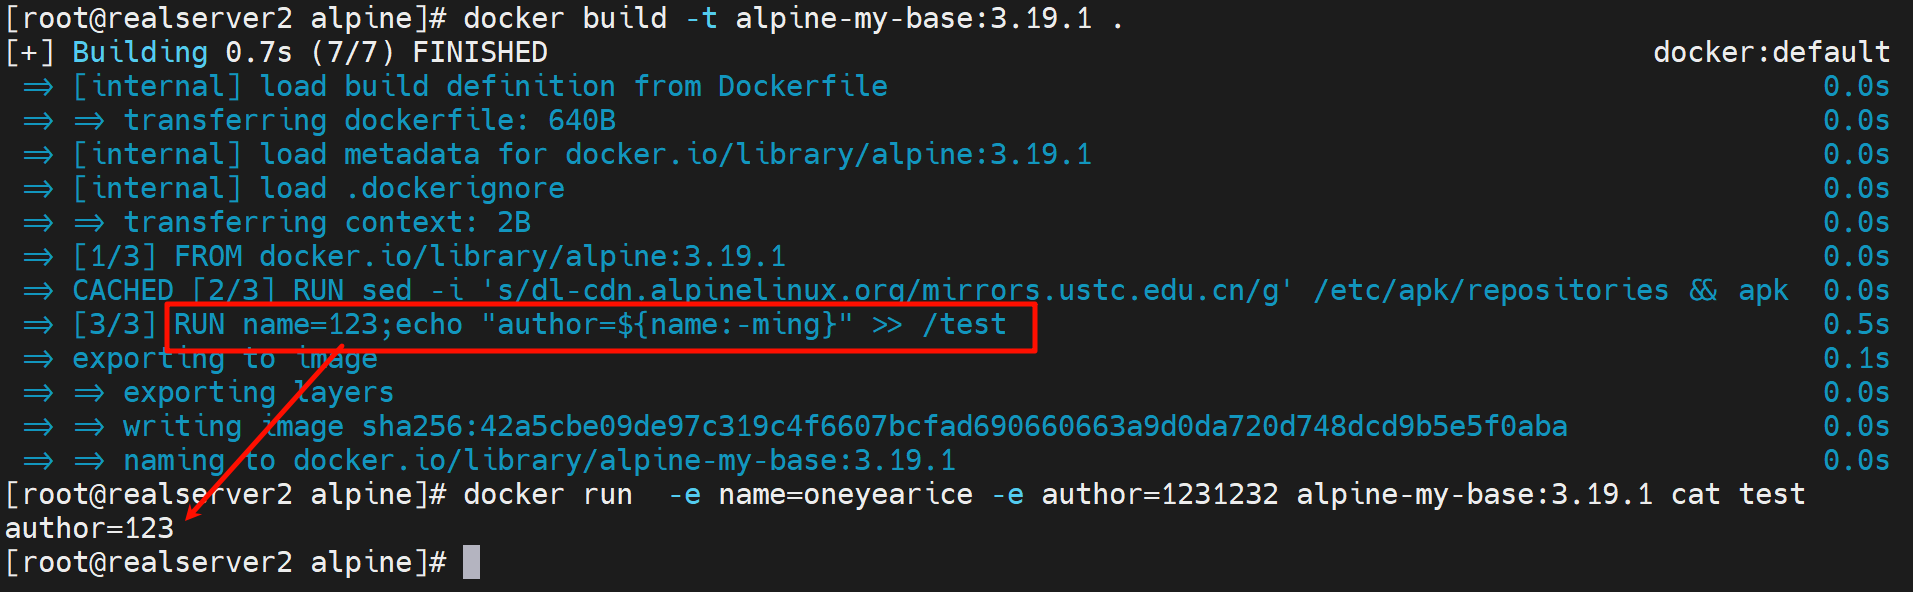 [root@realserver2 alpine]# docker build -t alpine-my-base:3.19.1 .
[+] Building 0.7s (7/7) FINISHED docker:default
=> [internal] load build definition from Dockerfile 0.0s
=> => transferring dockerfile: 640B 0.0s
=> [internal] load metadata for docker.io/library/alpine:3.19.1 0.0s
=> [internal] load .dockerignore 0.0s
=> => transferring context: 2B 0.0s
=> [1/3] FROM docker.io/library/alpine:3.19.1 0.0s
=> CACHED [2/3] RUN sed -i 's/dl-cdn.alpinelinux.org/mirrors.ustc.edu.cn/g' /etc/apk/repositories && apk 0.0s
=> [3/3] RUN name=123;echo "author=${name:-ming}" >> /test 0.5s
=> exporting to image 0.1s
=> => exporting layers 0.0s
=> => writing image sha256:42a5cbe09de97c319c4f6607bcfad690660663a9d0da720d748dcd9b5e5f0aba 0.0s
=> => naming to docker.io/library/alpine-my-base:3.19.1 0.0s
[root@realserver2 alpine]# docker run  -e name=oneyearice -e author=1231232 alpine-my-base:3.19.1 cat test
author=123
[root@realserver2 alpine]#